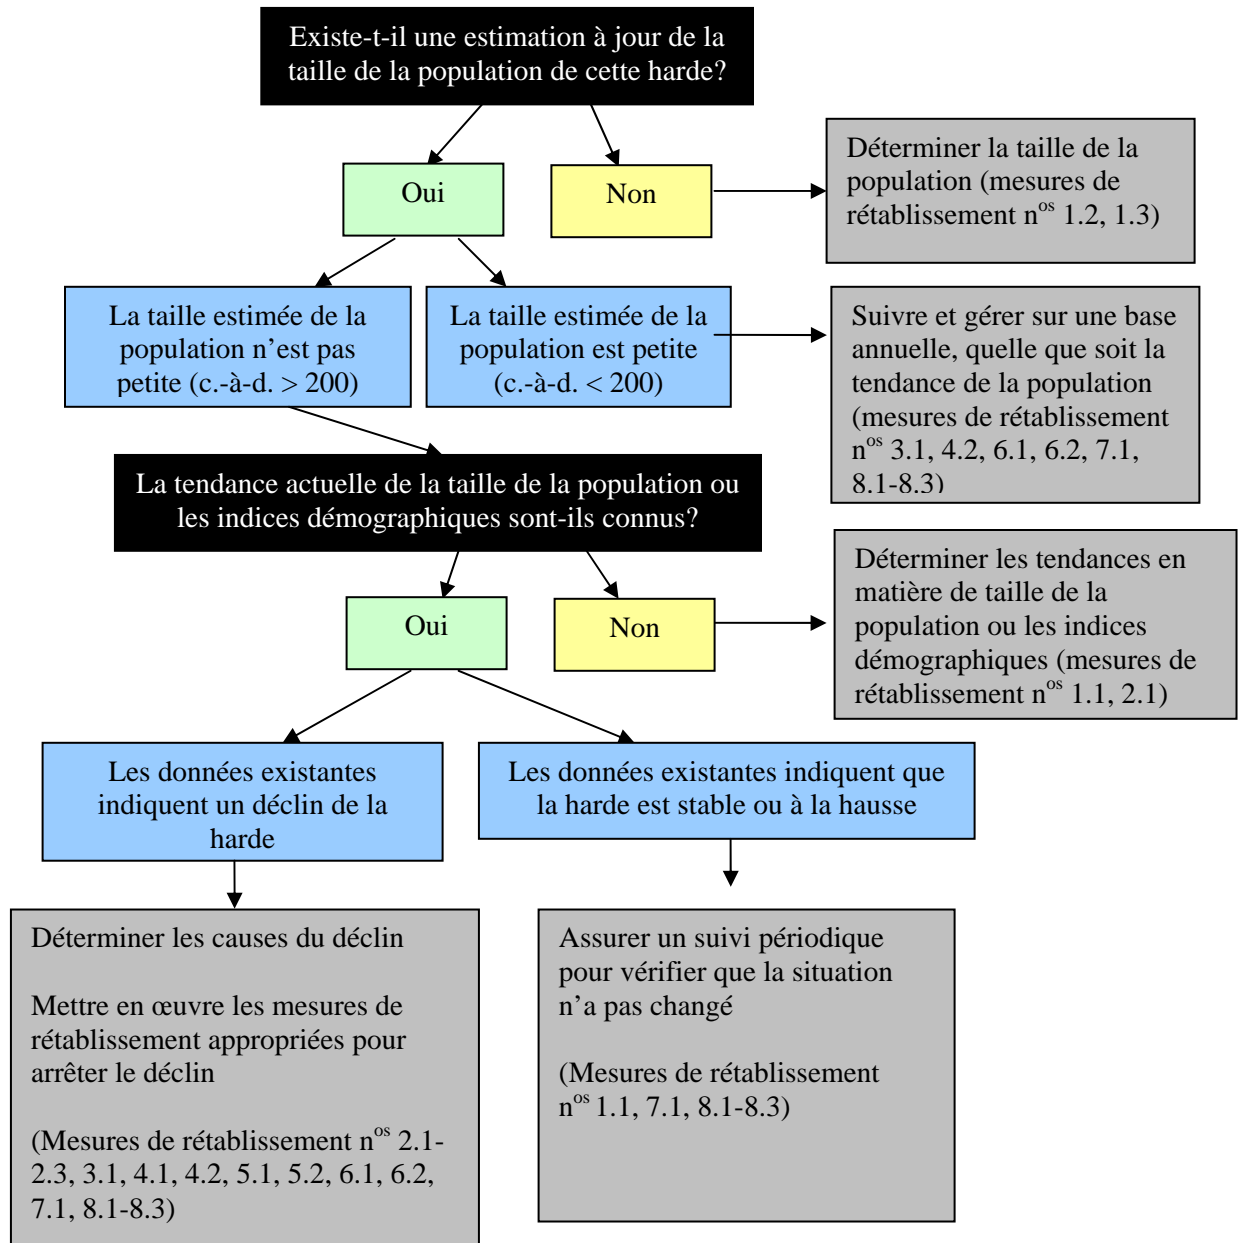 Existe-t-il une estimation à jour de la
taille de la population de cette harde?
Oui
Non
Déterminer la taille de la
population (mesures de
rétablissement nos 1.2, 1.3)
La taille estimée de la
population n’est pas
petite (c.-à-d. > 200)
La taille estimée de la
population est petite
(c.-à-d. < 200)
Suivre et gérer sur une base
annuelle, quelle que soit la
tendance de la population
(mesures de rétablissement
nos 3.1, 4.2, 6.1, 6.2, 7.1,
8.1-8.3)
La tendance actuelle de la taille de la population ou
les indices démographiques sont-ils connus?
Oui
Non
Déterminer les tendances en
matière de taille de la
population ou les indices
démographiques (mesures de
rétablissement nos 1.1, 2.1)
Les données existantes
indiquent un déclin de la
harde
Les données existantes indiquent que
la harde est stable ou à la hausse
Déterminer les causes du déclin
Mettre en œuvre les mesures de
rétablissement appropriées pour
arrêter le déclin
(Mesures de rétablissement nos 2.1-
2.3, 3.1, 4.1, 4.2, 5.1, 5.2, 6.1, 6.2,
7.1, 8.1-8.3)
Assurer un suivi périodique
pour vérifier que la situation
n’a pas changé
(Mesures de rétablissement
nos 1.1, 7.1, 8.1-8.3)